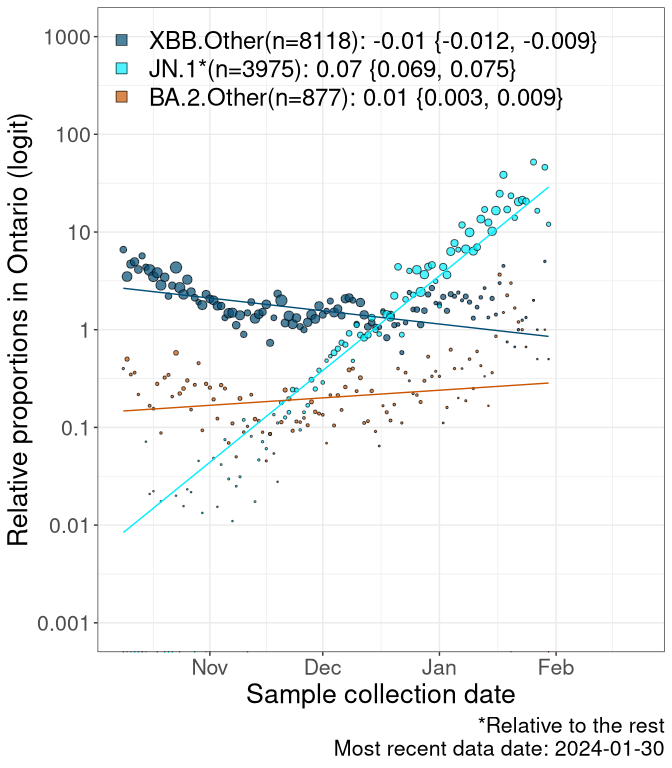 1000
XBB.Other(n=8118): -0.01 {-0.012, -0.009}
JN.1*(n=3975): 0.07 {0.069, 0.075}
BA.2.Other(n=877): 0.01 {0.003, 0.009}
100
10
1
0.1
0.01
0.001
Relative proportions in Ontario (logit)
Nov Dec Jan Feb
Sample collection date
*Relative to the rest
Most recent data date: 2024-01-30